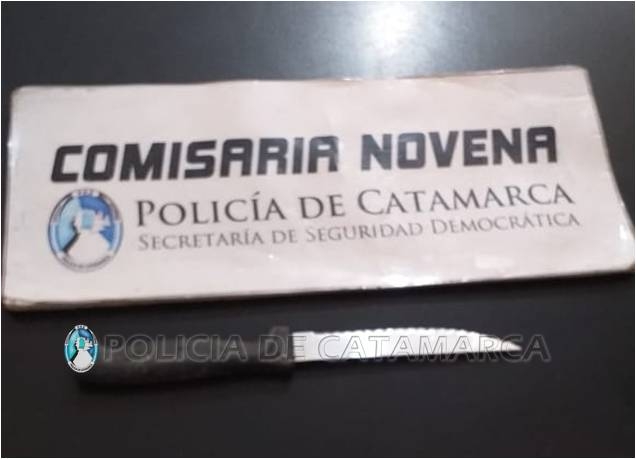 COMISARIA NOVENA
POLICÍA DE CATAMARCA
SECRETARÍA DE SEGURIDAD DEMOCRÁTICA
POLICIA DE CATAMARCA